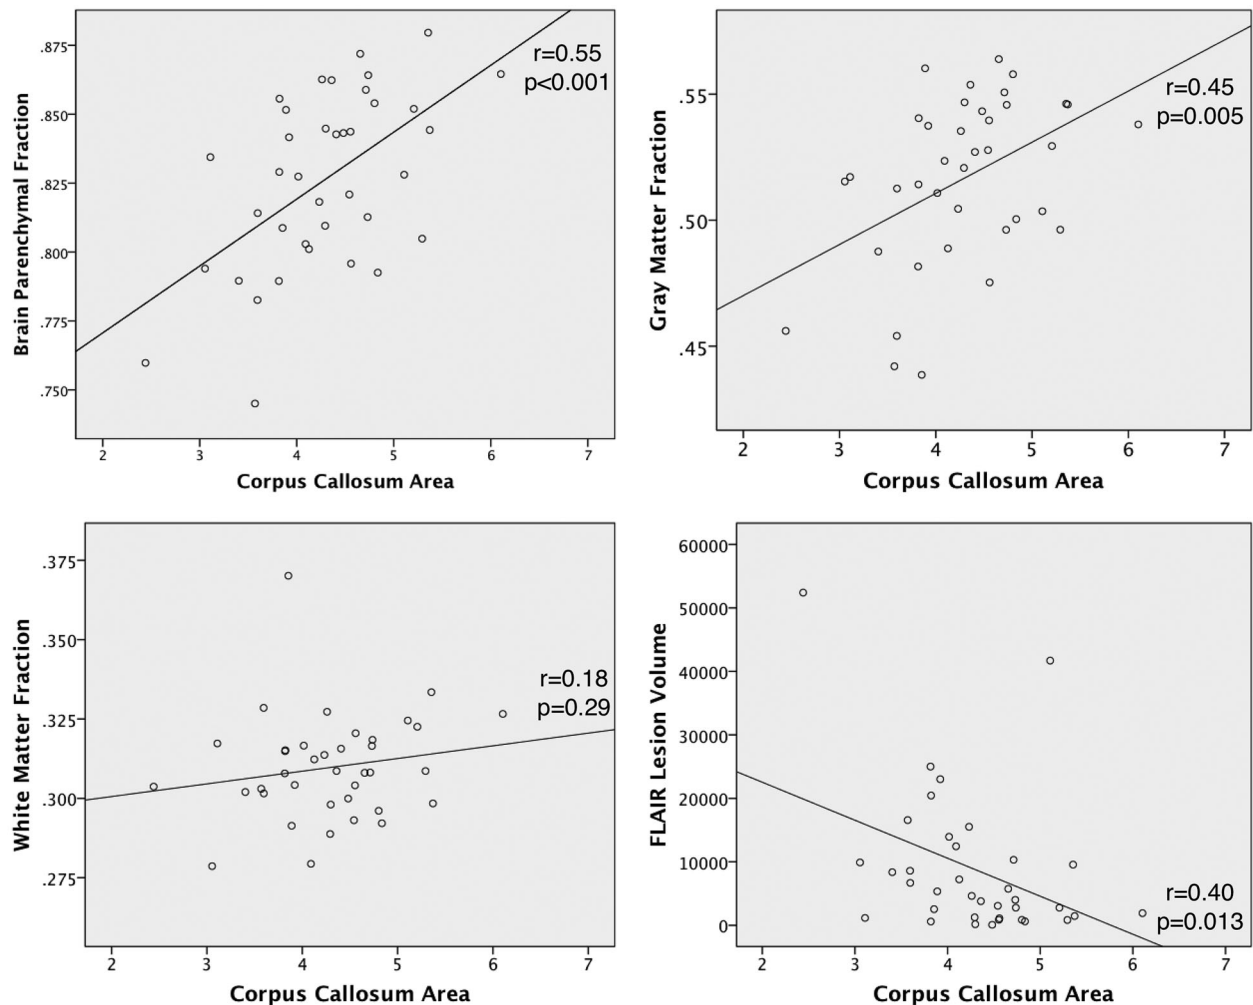 Brain Parenchymal Fraction
.875
.850
.825
.800
.775
.750
r=0.55
p<0.001
2 3 4 5 6 7
Corpus Callosum Area
Gray Matter Fraction
.55
.50
.45
r=0.45
p=0.005
2 3 4 5 6 7
Corpus Callosum Area
White Matter Fraction
.375
.350
.325
.300
.275
r=0.18
p=0.29
2 3 4 5 6 7
Corpus Callosum Area
FLAIR Lesion Volume
60000
50000
40000
30000
20000
10000
0
r=0.40
p=0.013
2 3 4 5 6 7
Corpus Callosum Area